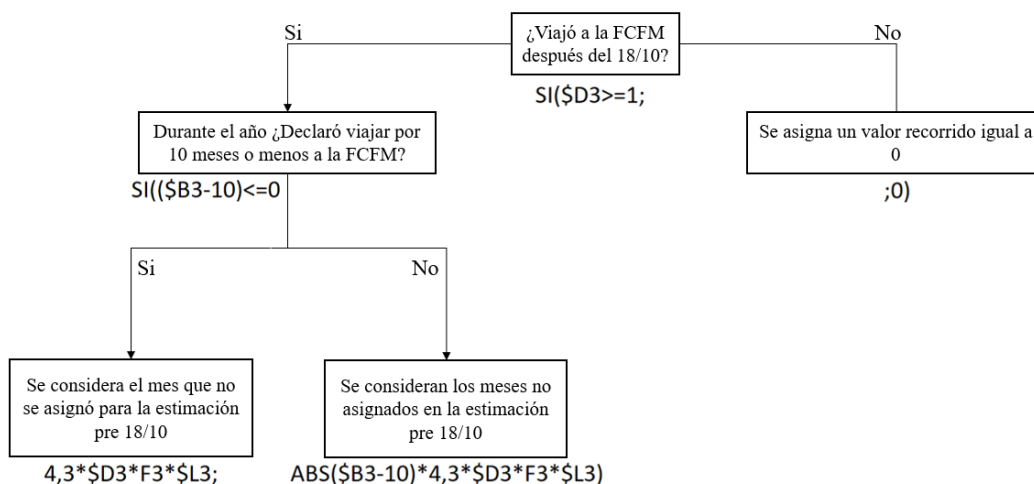 Si
¿Viajó a la FCFM
después del 18/10?
No
SI($D3>=1;
Durante el año ¿Declaró viajar por
10 meses o menos a la FCFM?
SI(($B3-10)<=0
Se asigna un valor recorrido igual a
0
;0)
Si
No
Se considera el mes que no
se asignó para la estimación
pre 18/10
4,3*$D3*F3*$L3;
Se consideran los meses no
asignados en la estimación
pre 18/10
ABS($B3-10)*4,3*$D3*F3*$L3)